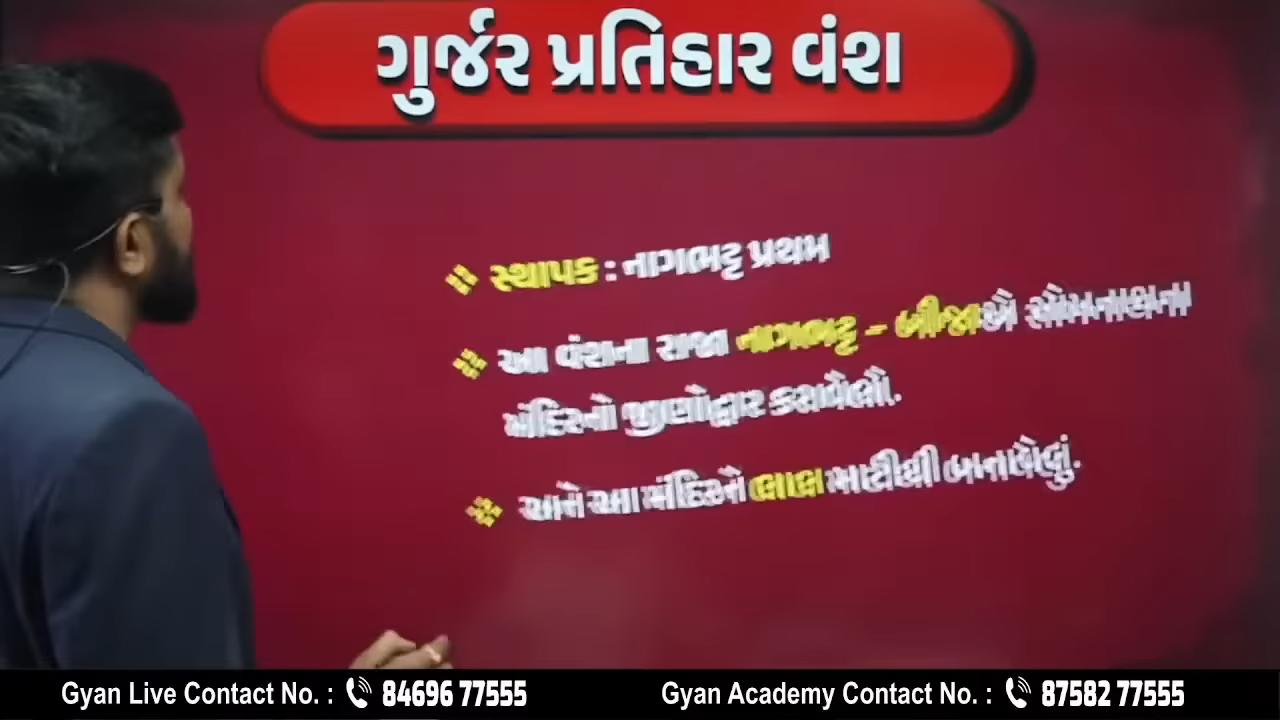 ગુર્જર પ્રતિહાર વંશ
❖ સ્થાપક : નાગભટ્ટ પ્રથમ
❖ આ વંશના રાજા નાગભટ્ટ – બીજાએ સોમનાથના
મંદિરનો જીણોદ્વાર કરાવેલો.
❖ અને આ મંદિરને લાલ માટીથી બનાવેલું.
Gyan Live Contact No. : 84696 77555
Gyan Academy Contact No. : 87582 77555